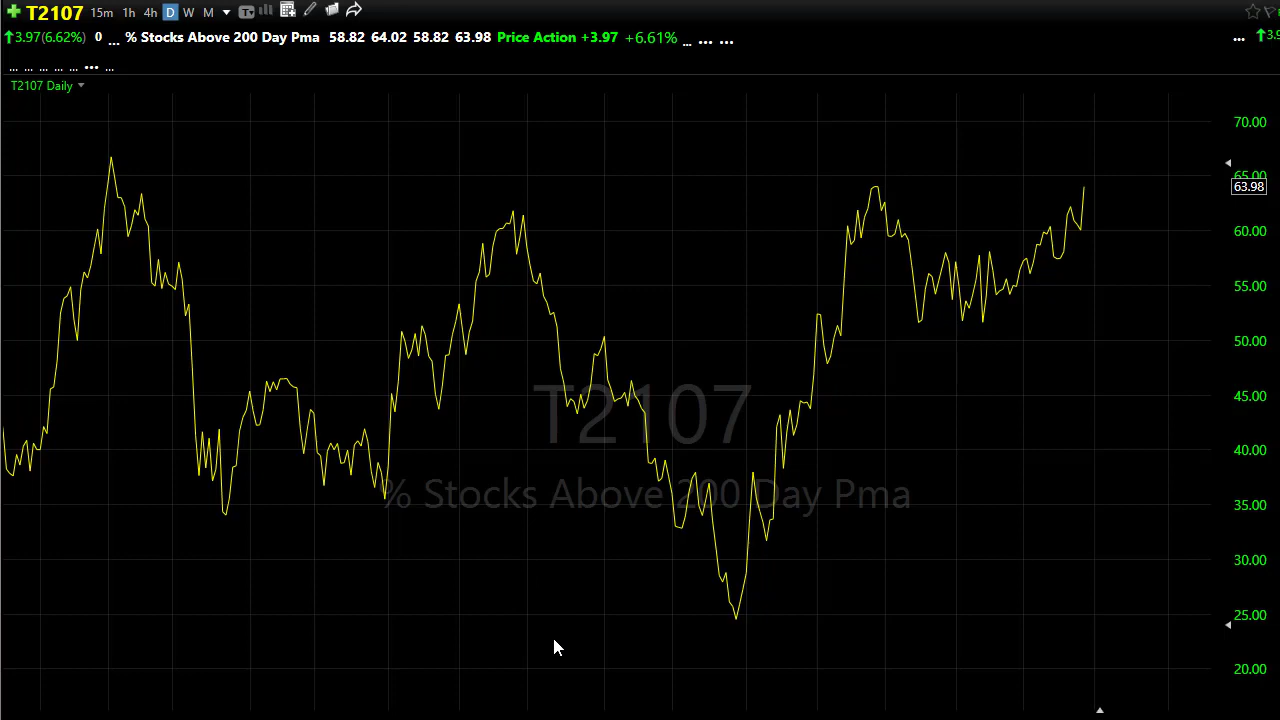 T2107 15m 1h 4h D W M
3.97(6.62%) 0 ... % Stocks Above 200 Day Pma 58.82 64.02 58.82 63.98 Price Action +3.97 +6.61% ... ... ... ...
... ... ... ... ... ... ...
T2107 Daily
70.00
65.00
63.98
60.00
55.00
50.00
45.00
40.00
35.00
30.00
25.00
20.00
T2107
% Stocks Above 200 Day Pma